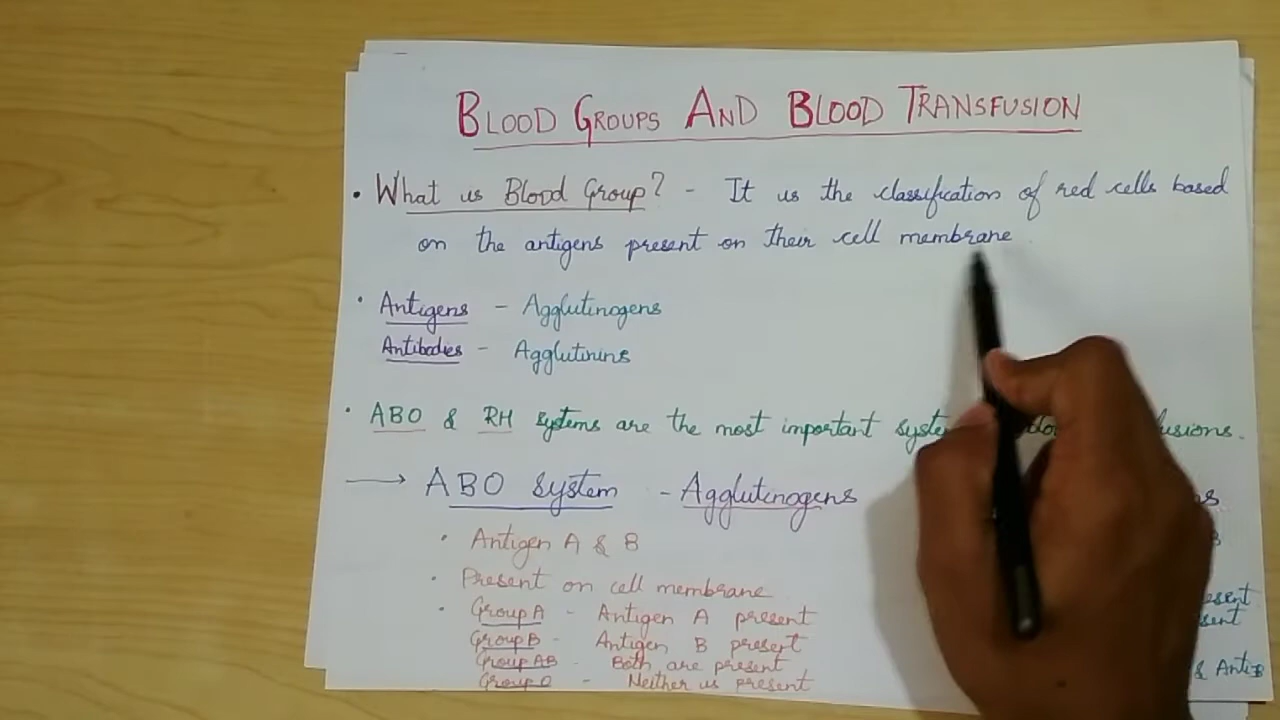 BLOOD GROUPS AND BLOOD TRANSFUSION
• What is Blood Group? - It is the classification of red cells based
on the antigens present on their cell membrane
• Antigens - Agglutinogens
Antibodies - Agglutinins
• ABO & RH systems are the most important
→ ABO System - Agglutinogens
• Antigen A & B
• Present on cell membrane
• Group A - Antigen A present
Group B - Antigen B present
Group AB - Both are present
Group O - Neither is present
& Anti B